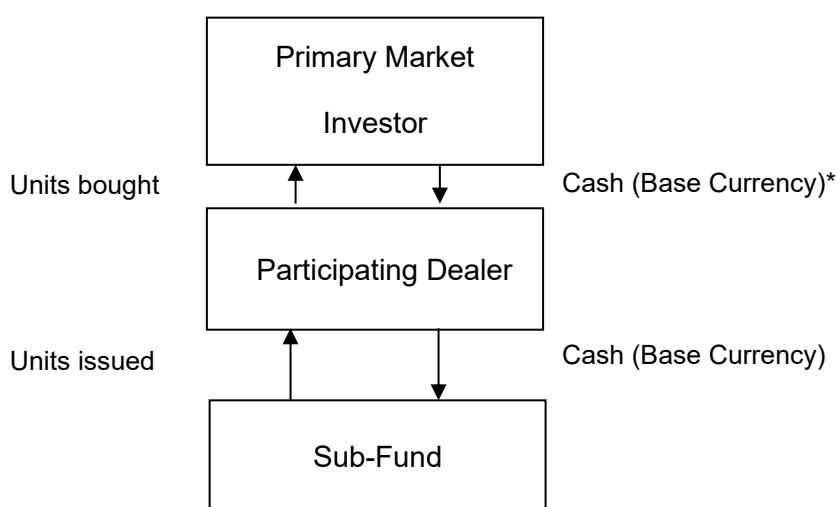 Primary Market
Investor
Units bought
Cash (Base Currency)*
Participating Dealer
Units issued
Cash (Base Currency)
Sub-Fund